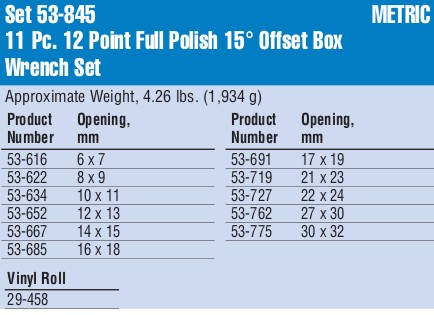 Set 53-845 METRIC
11 Pc. 12 Point Full Polish 15° Offset Box
Wrench Set
Approximate Weight, 4.26 lbs. (1,934 g)
Product Number Opening, mm
53-616 6 x 7
53-622 8 x 9
53-634 10 x 11
53-652 12 x 13
53-667 14 x 15
53-685 16 x 18
Product Number Opening, mm
53-691 17 x 19
53-719 21 x 23
53-727 22 x 24
53-762 27 x 30
53-775 30 x 32
Vinyl Roll
29-458